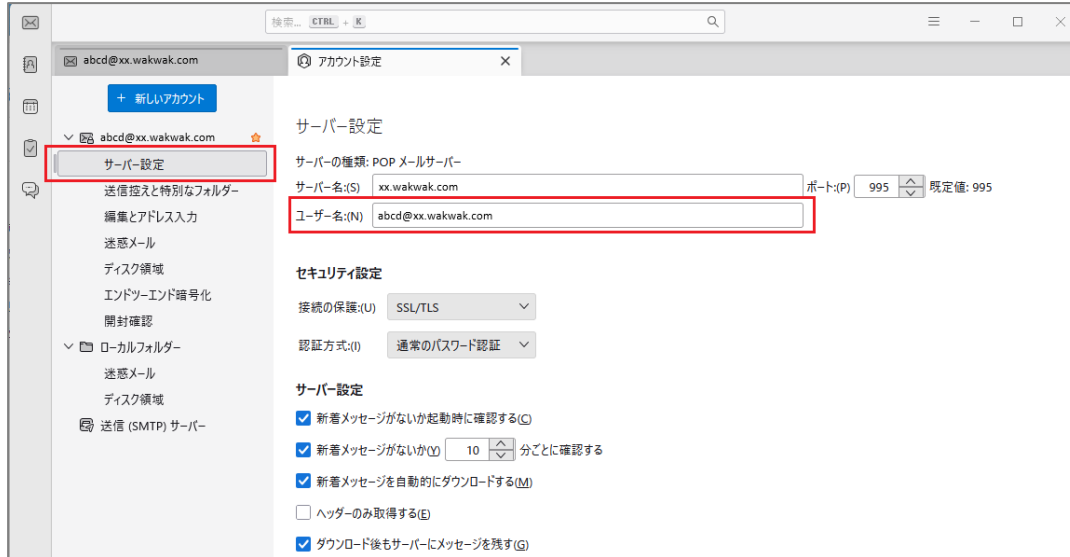 検索... CTRL + K
abcd@xx.wakwak.com
アカウント設定
+ 新しいアカウント
abcd@xx.wakwak.com
サーバー設定
送信控えと特別なフォルダー
編集とアドレス入力
迷惑メール
ディスク領域
エンドツーエンド暗号化
開封確認
ローカルフォルダー
迷惑メール
ディスク領域
送信 (SMTP) サーバー
サーバー設定
サーバーの種類: POP メールサーバー
サーバー名:(S) xx.wakwak.com ポート:(P) 995 既定値: 995
ユーザー名:(N) abcd@xx.wakwak.com
セキュリティ設定
接続の保護:(U) SSL/TLS
認証方式:(I) 通常のパスワード認証
サーバー設定
新着メッセージがないか起動時に確認する(C)
新着メッセージがないか(Y) 10 分ごとに確認する
新着メッセージを自動的にダウンロードする(M)
ヘッダーのみ取得する(E)
ダウンロード後もサーバーにメッセージを残す(G)